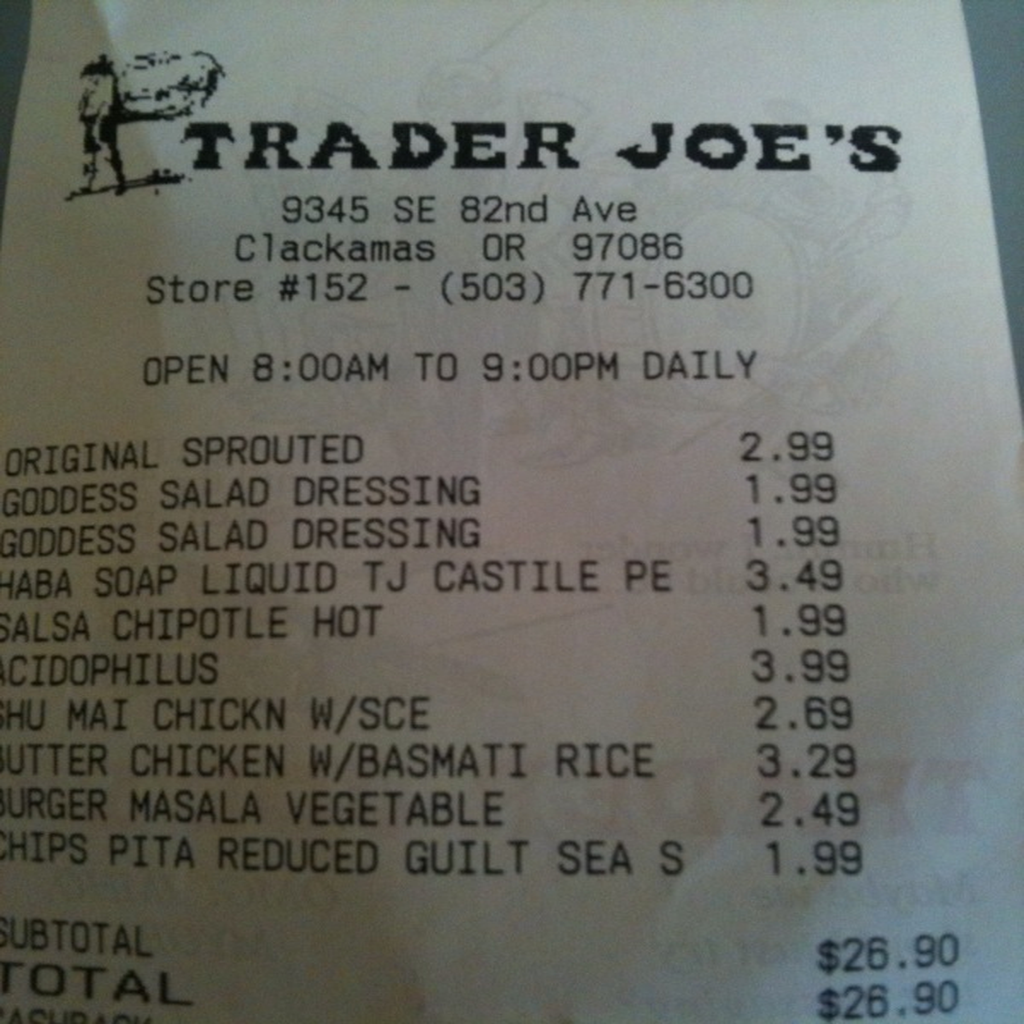 TRADER JOE'S
9345 SE 82nd Ave
Clackamas OR 97086
Store #152 - (503) 771-6300
OPEN 8:00AM TO 9:00PM DAILY
ORIGINAL SPROUTED 2.99
GODDESS SALAD DRESSING 1.99
GODDESS SALAD DRESSING 1.99
HABA SOAP LIQUID TJ CASTILE PE 3.49
SALSA CHIPOTLE HOT 1.99
ACIDOPHILUS 3.99
SHU MAI CHICKN W/SCE 2.69
BUTTER CHICKEN W/BASMATI RICE 3.29
BURGER MASALA VEGETABLE 2.49
CHIPS PITA REDUCED GUILT SEA S 1.99
SUBTOTAL $26.90
TOTAL $26.90
CASHBACK